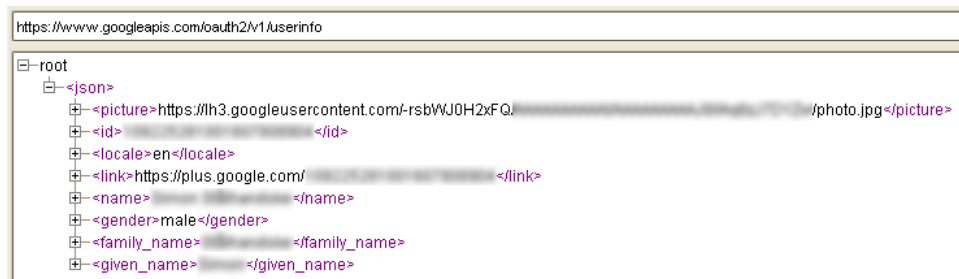 https://www.googleapis.com/oauth2/v1/userinfo
root
<json>
<picture>https://lh3.googleusercontent.com/-rsbWJ0H2xFQ/ /photo.jpg</picture>
<id> </id>
<locale>en</locale>
<link>https://plus.google.com/ </link>
<name> </name>
<gender>male</gender>
<family_name> </family_name>
<given_name> </given_name>